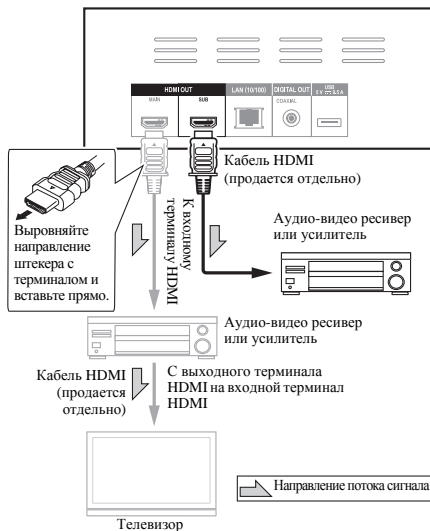 HDMI OUT
MAIN
SUB
LAN (10/100)
DIGITAL OUT
COAXIAL
USB
Кабель HDMI
(продается отдельно)
Выровняйте
направление
штекера с
терминалом и
вставьте прямо.
К входному
терминалу HDMI
Аудио-видео ресивер
или усилитель
Аудио-видео ресивер
или усилитель
Кабель HDMI
(продается
отдельно)
С выходного терминала
HDMI на входной терминал
HDMI
Направление потока сигнала
Телевизор